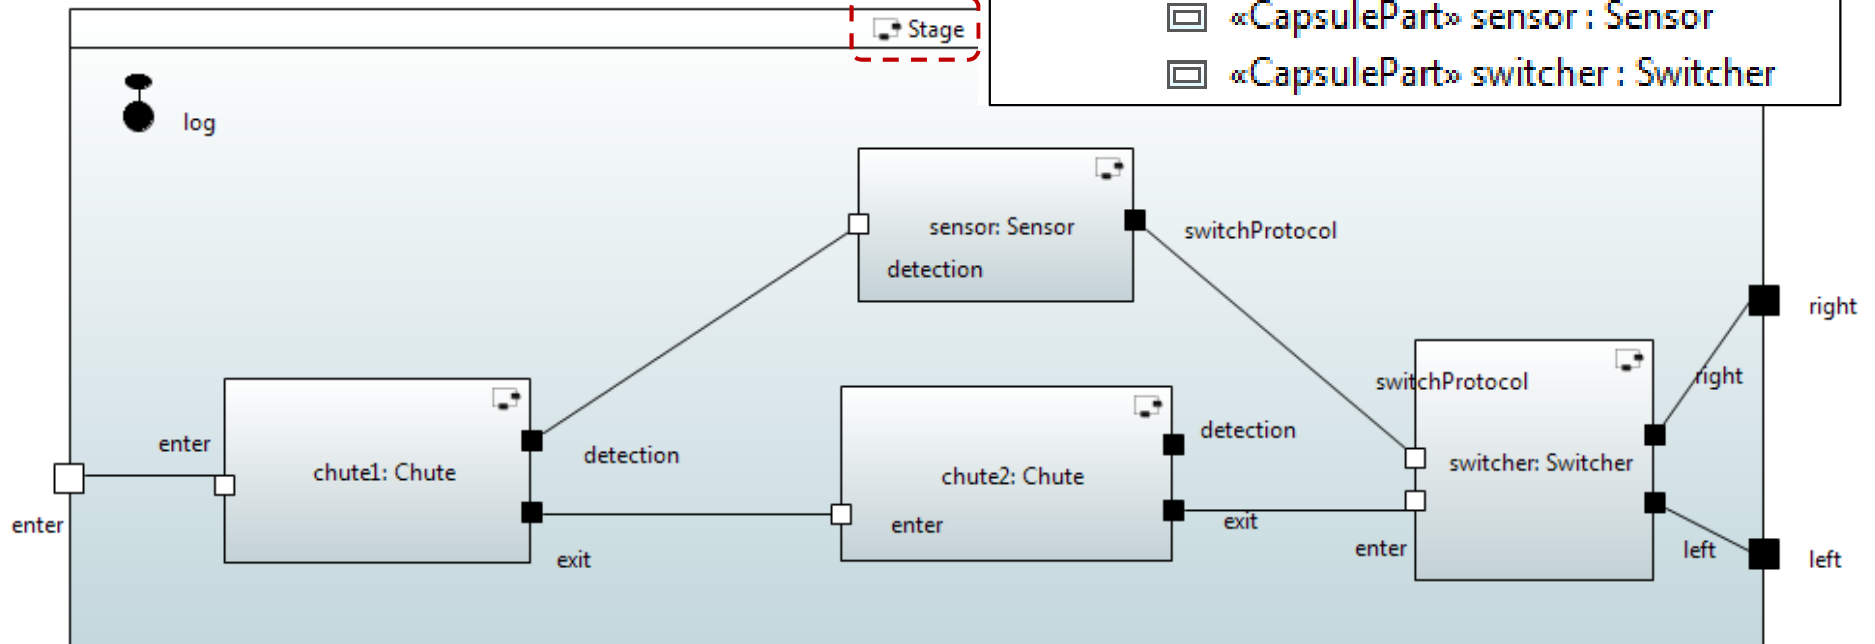 Stage
«CapsulePart» sensor : Sensor
«CapsulePart» switcher : Switcher
log
sensor: Sensor
switchProtocol
detection
right
switchProtocol
right
enter
detection
detection
chute1: Chute
chute2: Chute
switcher: Switcher
enter
enter
exit
enter
left
exit
left